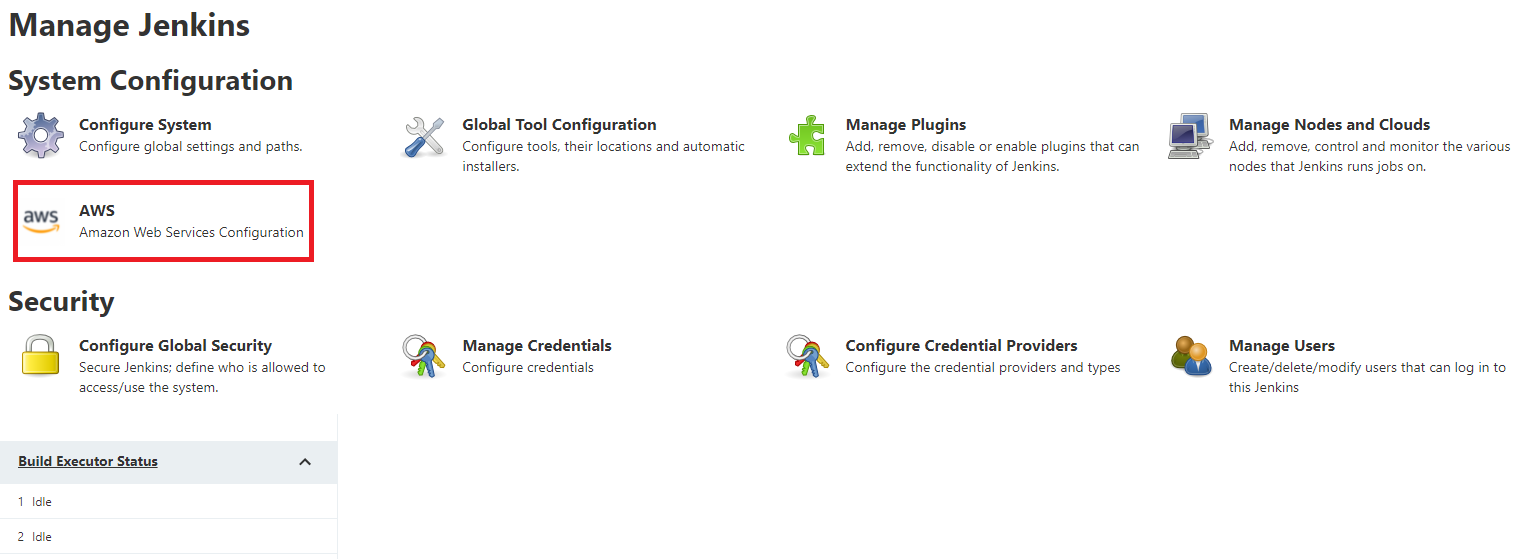 Manage Jenkins
System Configuration
Configure System
Configure global settings and paths.
Global Tool Configuration
Configure tools, their locations and automatic
installers.
Manage Plugins
Add, remove, disable or enable plugins that can
extend the functionality of Jenkins.
Manage Nodes and Clouds
Add, remove, control and monitor the various
nodes that Jenkins runs jobs on.
aws
AWS
Amazon Web Services Configuration
Security
Configure Global Security
Secure Jenkins; define who is allowed to
access/use the system.
Manage Credentials
Configure credentials
Configure Credential Providers
Configure the credential providers and types
Manage Users
Create/delete/modify users that can log in to
this Jenkins
Build Executor Status
1 Idle
2 Idle